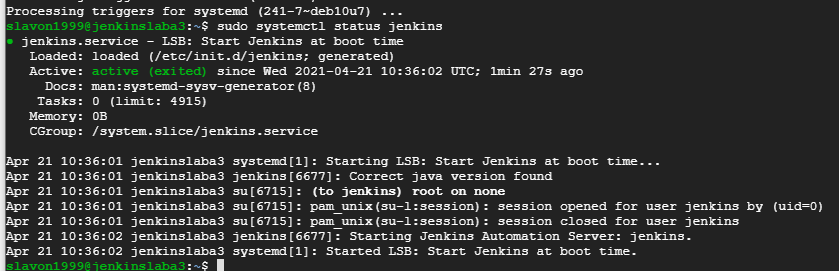 Processing triggers for systemd (241-7~deb10u7) ...
slavon1999@jenkinslaba3:~$ sudo systemctl status jenkins
● jenkins.service - LSB: Start Jenkins at boot time
Loaded: loaded (/etc/init.d/jenkins; generated)
Active: active (exited) since Wed 2021-04-21 10:36:02 UTC; 1min 27s ago
Docs: man:systemd-sysv-generator(8)
Tasks: 0 (limit: 4915)
Memory: 0B
CGroup: /system.slice/jenkins.service
Apr 21 10:36:01 jenkinslaba3 systemd[1]: Starting LSB: Start Jenkins at boot time...
Apr 21 10:36:01 jenkinslaba3 jenkins[6677]: Correct java version found
Apr 21 10:36:01 jenkinslaba3 su[6715]: (to jenkins) root on none
Apr 21 10:36:01 jenkinslaba3 su[6715]: pam_unix(su-l:session): session opened for user jenkins by (uid=0)
Apr 21 10:36:01 jenkinslaba3 su[6715]: pam_unix(su-l:session): session closed for user jenkins
Apr 21 10:36:02 jenkinslaba3 jenkins[6677]: Starting Jenkins Automation Server: jenkins.
Apr 21 10:36:02 jenkinslaba3 systemd[1]: Started LSB: Start Jenkins at boot time.
slavon1999@jenkinslaba3:~$